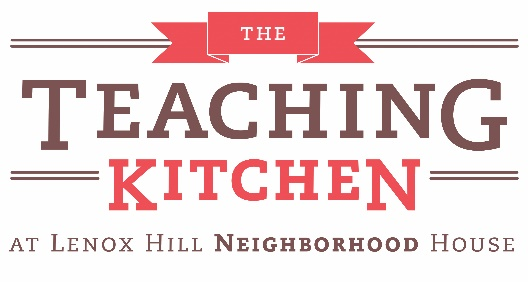 THE
TEACHING
KITCHEN
AT LENOX HILL NEIGHBORHOOD HOUSE